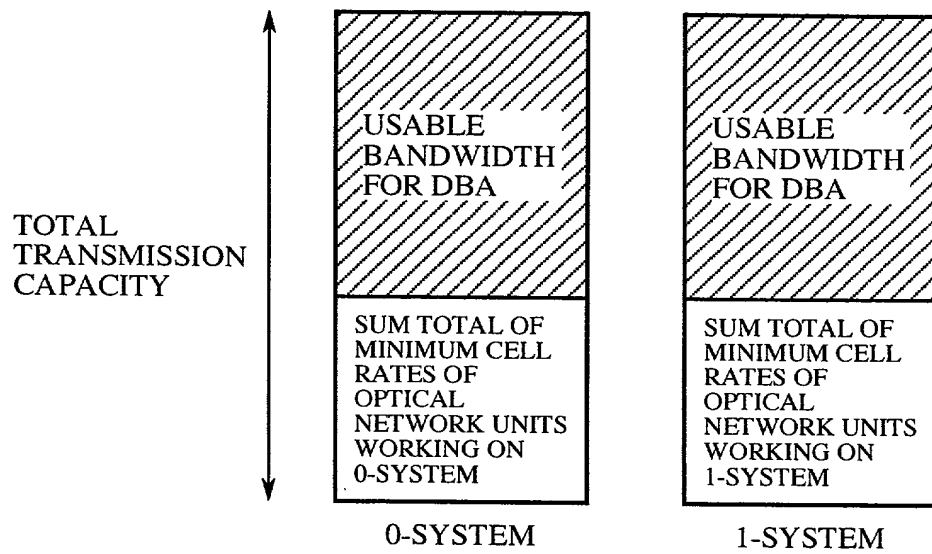 TOTAL
TRANSMISSION
CAPACITY
USABLE
BANDWIDTH
FOR DBA
SUM TOTAL OF
MINIMUM CELL
RATES OF
OPTICAL
NETWORK UNITS
WORKING ON
0-SYSTEM
0-SYSTEM
USABLE
BANDWIDTH
FOR DBA
SUM TOTAL OF
MINIMUM CELL
RATES OF
OPTICAL
NETWORK UNITS
WORKING ON
1-SYSTEM
1-SYSTEM